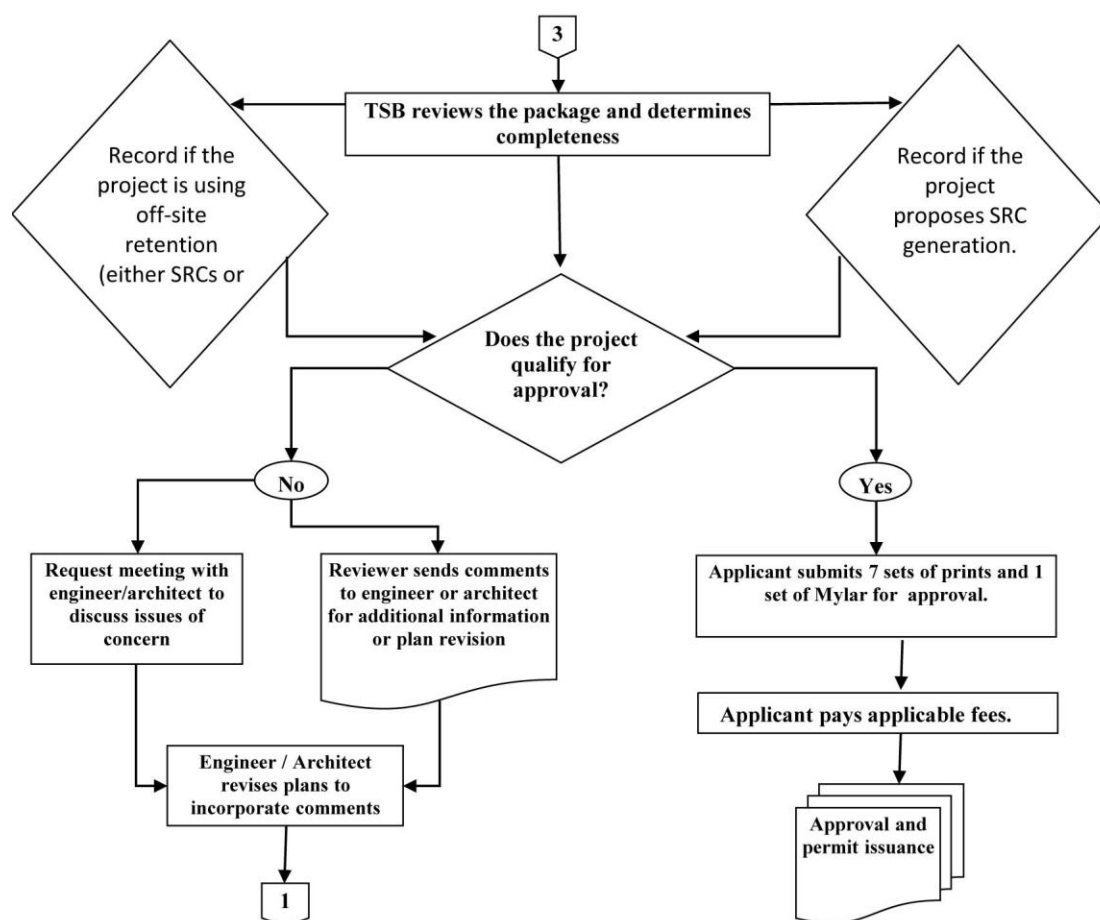 3
TSB reviews the package and determines
completeness
Record if the
project is using
off-site
retention
(either SRCs or
Record if the
project
proposes SRC
generation.
Does the project
qualify for
approval?
No
Yes
Request meeting with
engineer/architect to
discuss issues of
concern
Reviewer sends comments
to engineer or architect
for additional information
or plan revision
Applicant submits 7 sets of prints and 1
set of Mylar for approval.
Applicant pays applicable fees.
Engineer / Architect
revises plans to
incorporate comments
Approval and
permit issuance
1